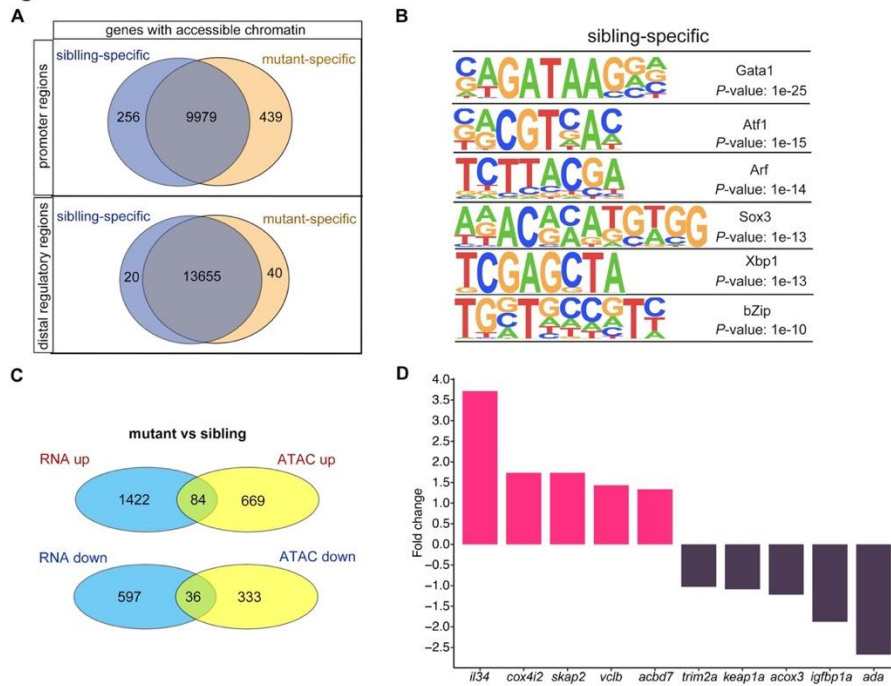 A
genes with accessible chromatin
promoter regions
siblling-specific
mutant-specific
256
9979
439
distal regulatory regions
siblling-specific
mutant-specific
20
13655
40
B
sibling-specific
Gata1
P-value: 1e-25
Atf1
P-value: 1e-15
Arf
P-value: 1e-14
Sox3
P-value: 1e-13
Xbp1
P-value: 1e-13
bZip
P-value: 1e-10
C
mutant vs sibling
RNA up
ATAC up
1422
84
669
RNA down
ATAC down
597
36
333
D
Fold change
4.0
3.5
3.0
2.5
2.0
1.5
1.0
0.5
0.0
−0.5
−1.0
−1.5
−2.0
−2.5
il34 cox4i2 skap2 vclb acbd7 trim2a keap1a acox3 igfbp1a ada